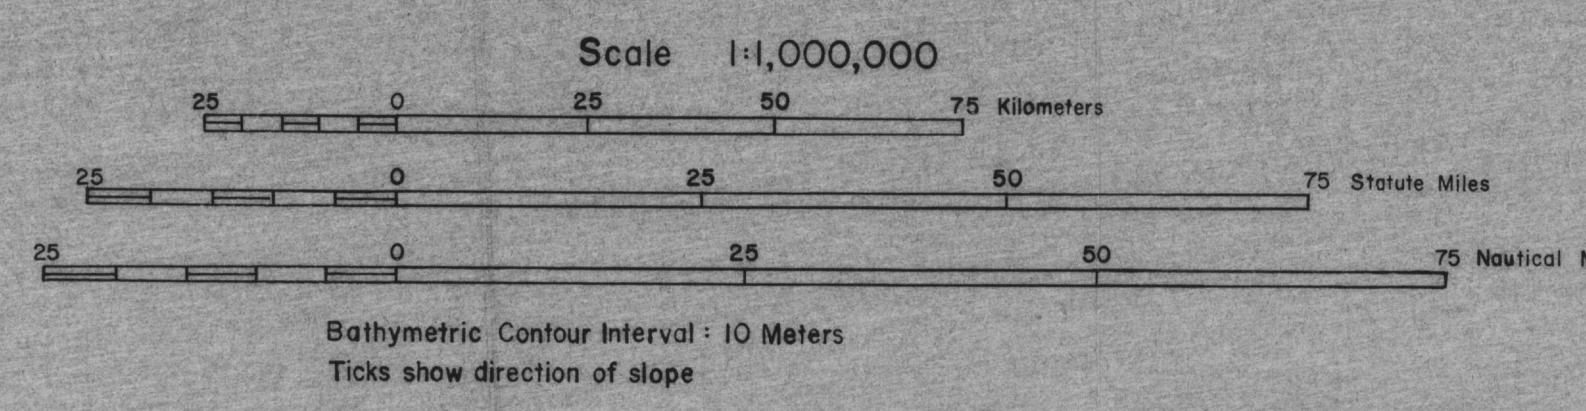 Scale 1:1,000,000
25 0 25 50 75 Kilometers
25 0 25 50 75 Statute Miles
25 0 25 50 75 Nautical
Bathymetric Contour Interval : 10 Meters
Ticks show direction of slope